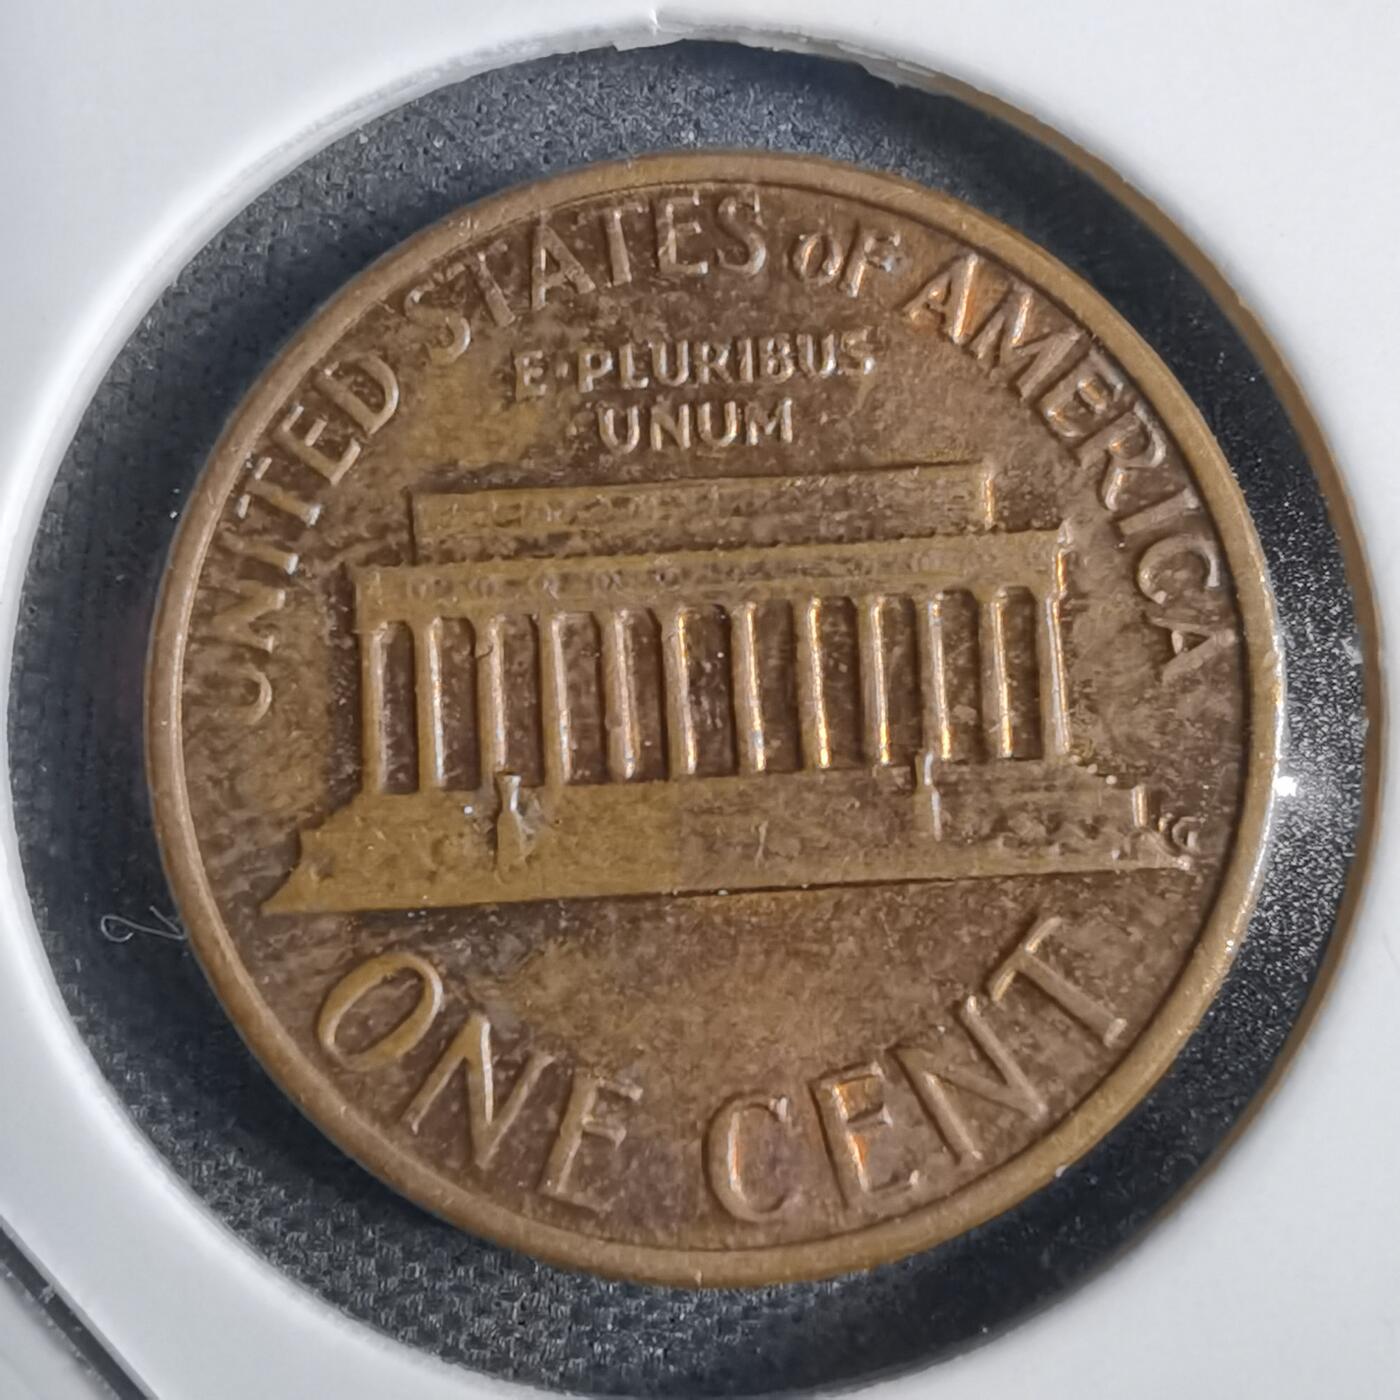 UNITED STATES OF AMERICA
E·PLURIBUS
UNUM
ONE CENT